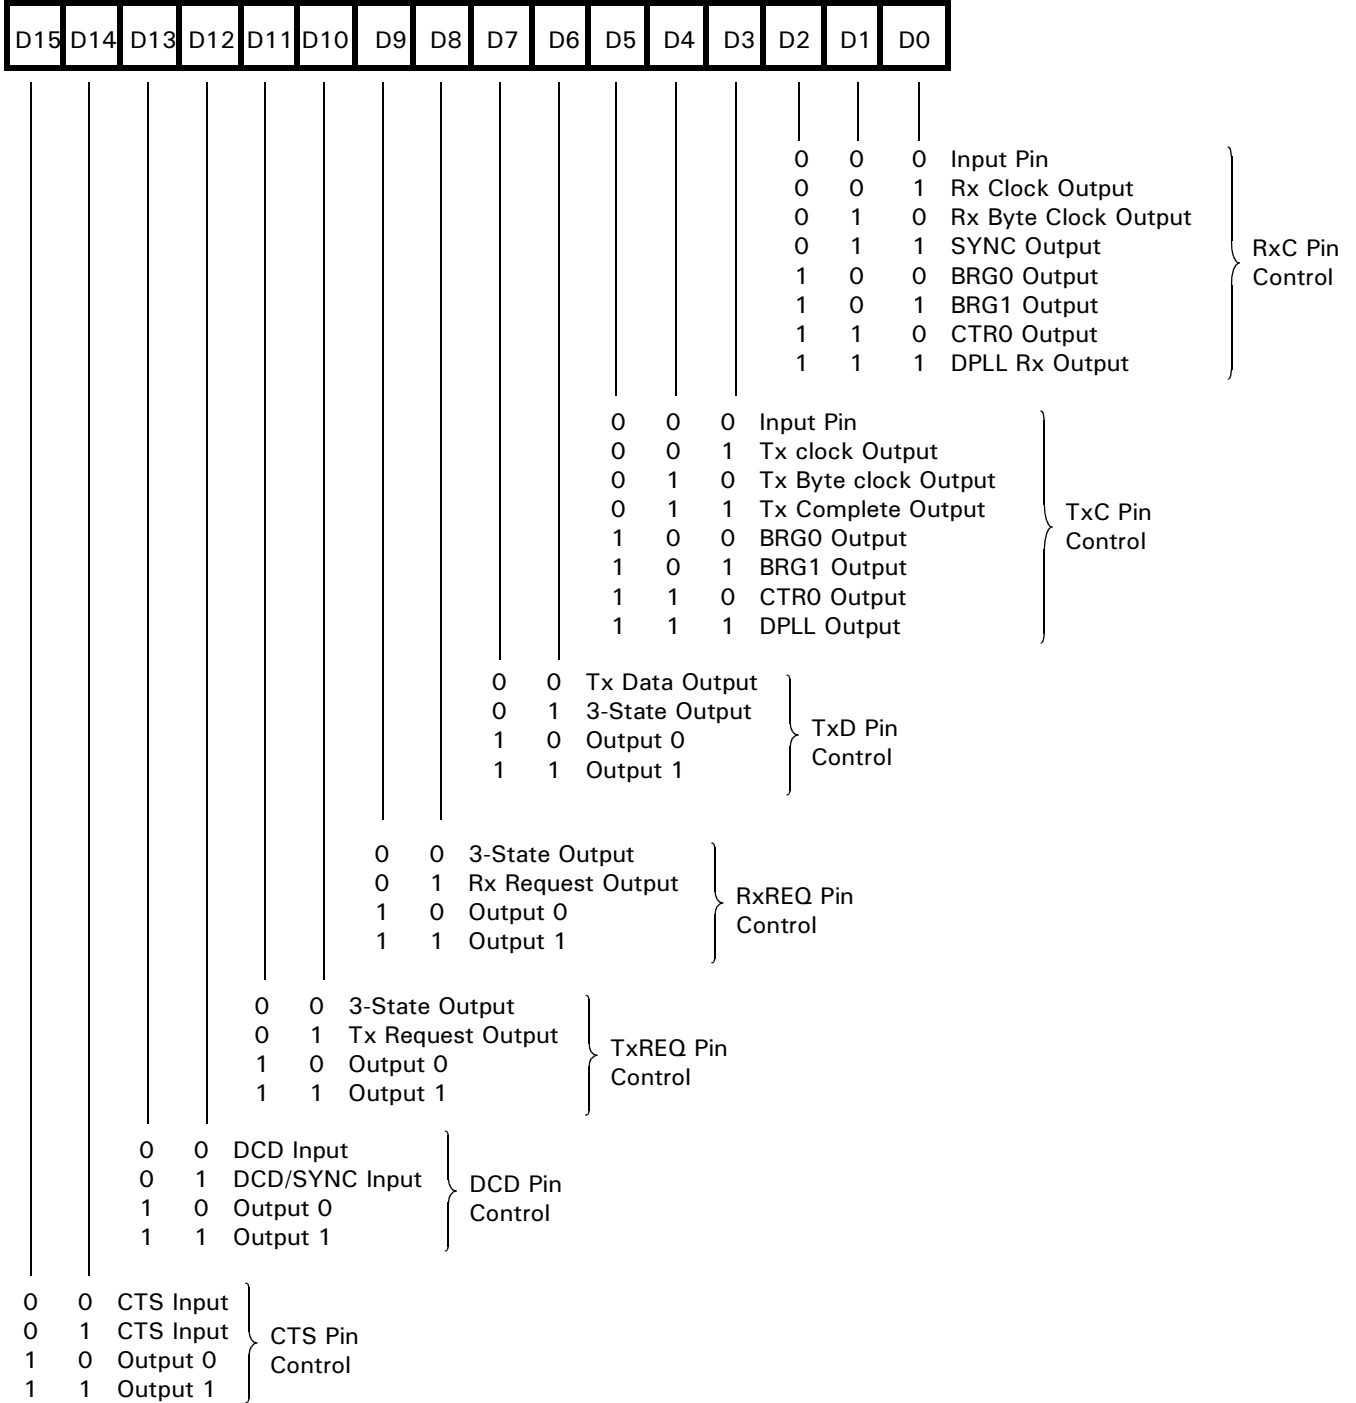 D15 D14 D13 D12 D11 D10 D9 D8 D7 D6 D5 D4 D3 D2 D1 D0
0 0 0 Input Pin
0 0 1 Rx Clock Output
0 1 0 Rx Byte Clock Output
0 1 1 SYNC Output
1 0 0 BRG0 Output
1 0 1 BRG1 Output
1 1 0 CTR0 Output
1 1 1 DPLL Rx Output
RxC Pin
Control
0 0 0 Input Pin
0 0 1 Tx clock Output
0 1 0 Tx Byte clock Output
0 1 1 Tx Complete Output
1 0 0 BRG0 Output
1 0 1 BRG1 Output
1 1 0 CTR0 Output
1 1 1 DPLL Output
TxC Pin
Control
0 0 Tx Data Output
0 1 3-State Output
1 0 Output 0
1 1 Output 1
TxD Pin
Control
0 0 3-State Output
0 1 Rx Request Output
1 0 Output 0
1 1 Output 1
RxREQ Pin
Control
0 0 3-State Output
0 1 Tx Request Output
1 0 Output 0
1 1 Output 1
TxREQ Pin
Control
0 0 DCD Input
0 1 DCD/SYNC Input
1 0 Output 0
1 1 Output 1
DCD Pin
Control
0 0 CTS Input
0 1 CTS Input
1 0 Output 0
1 1 Output 1
CTS Pin
Control